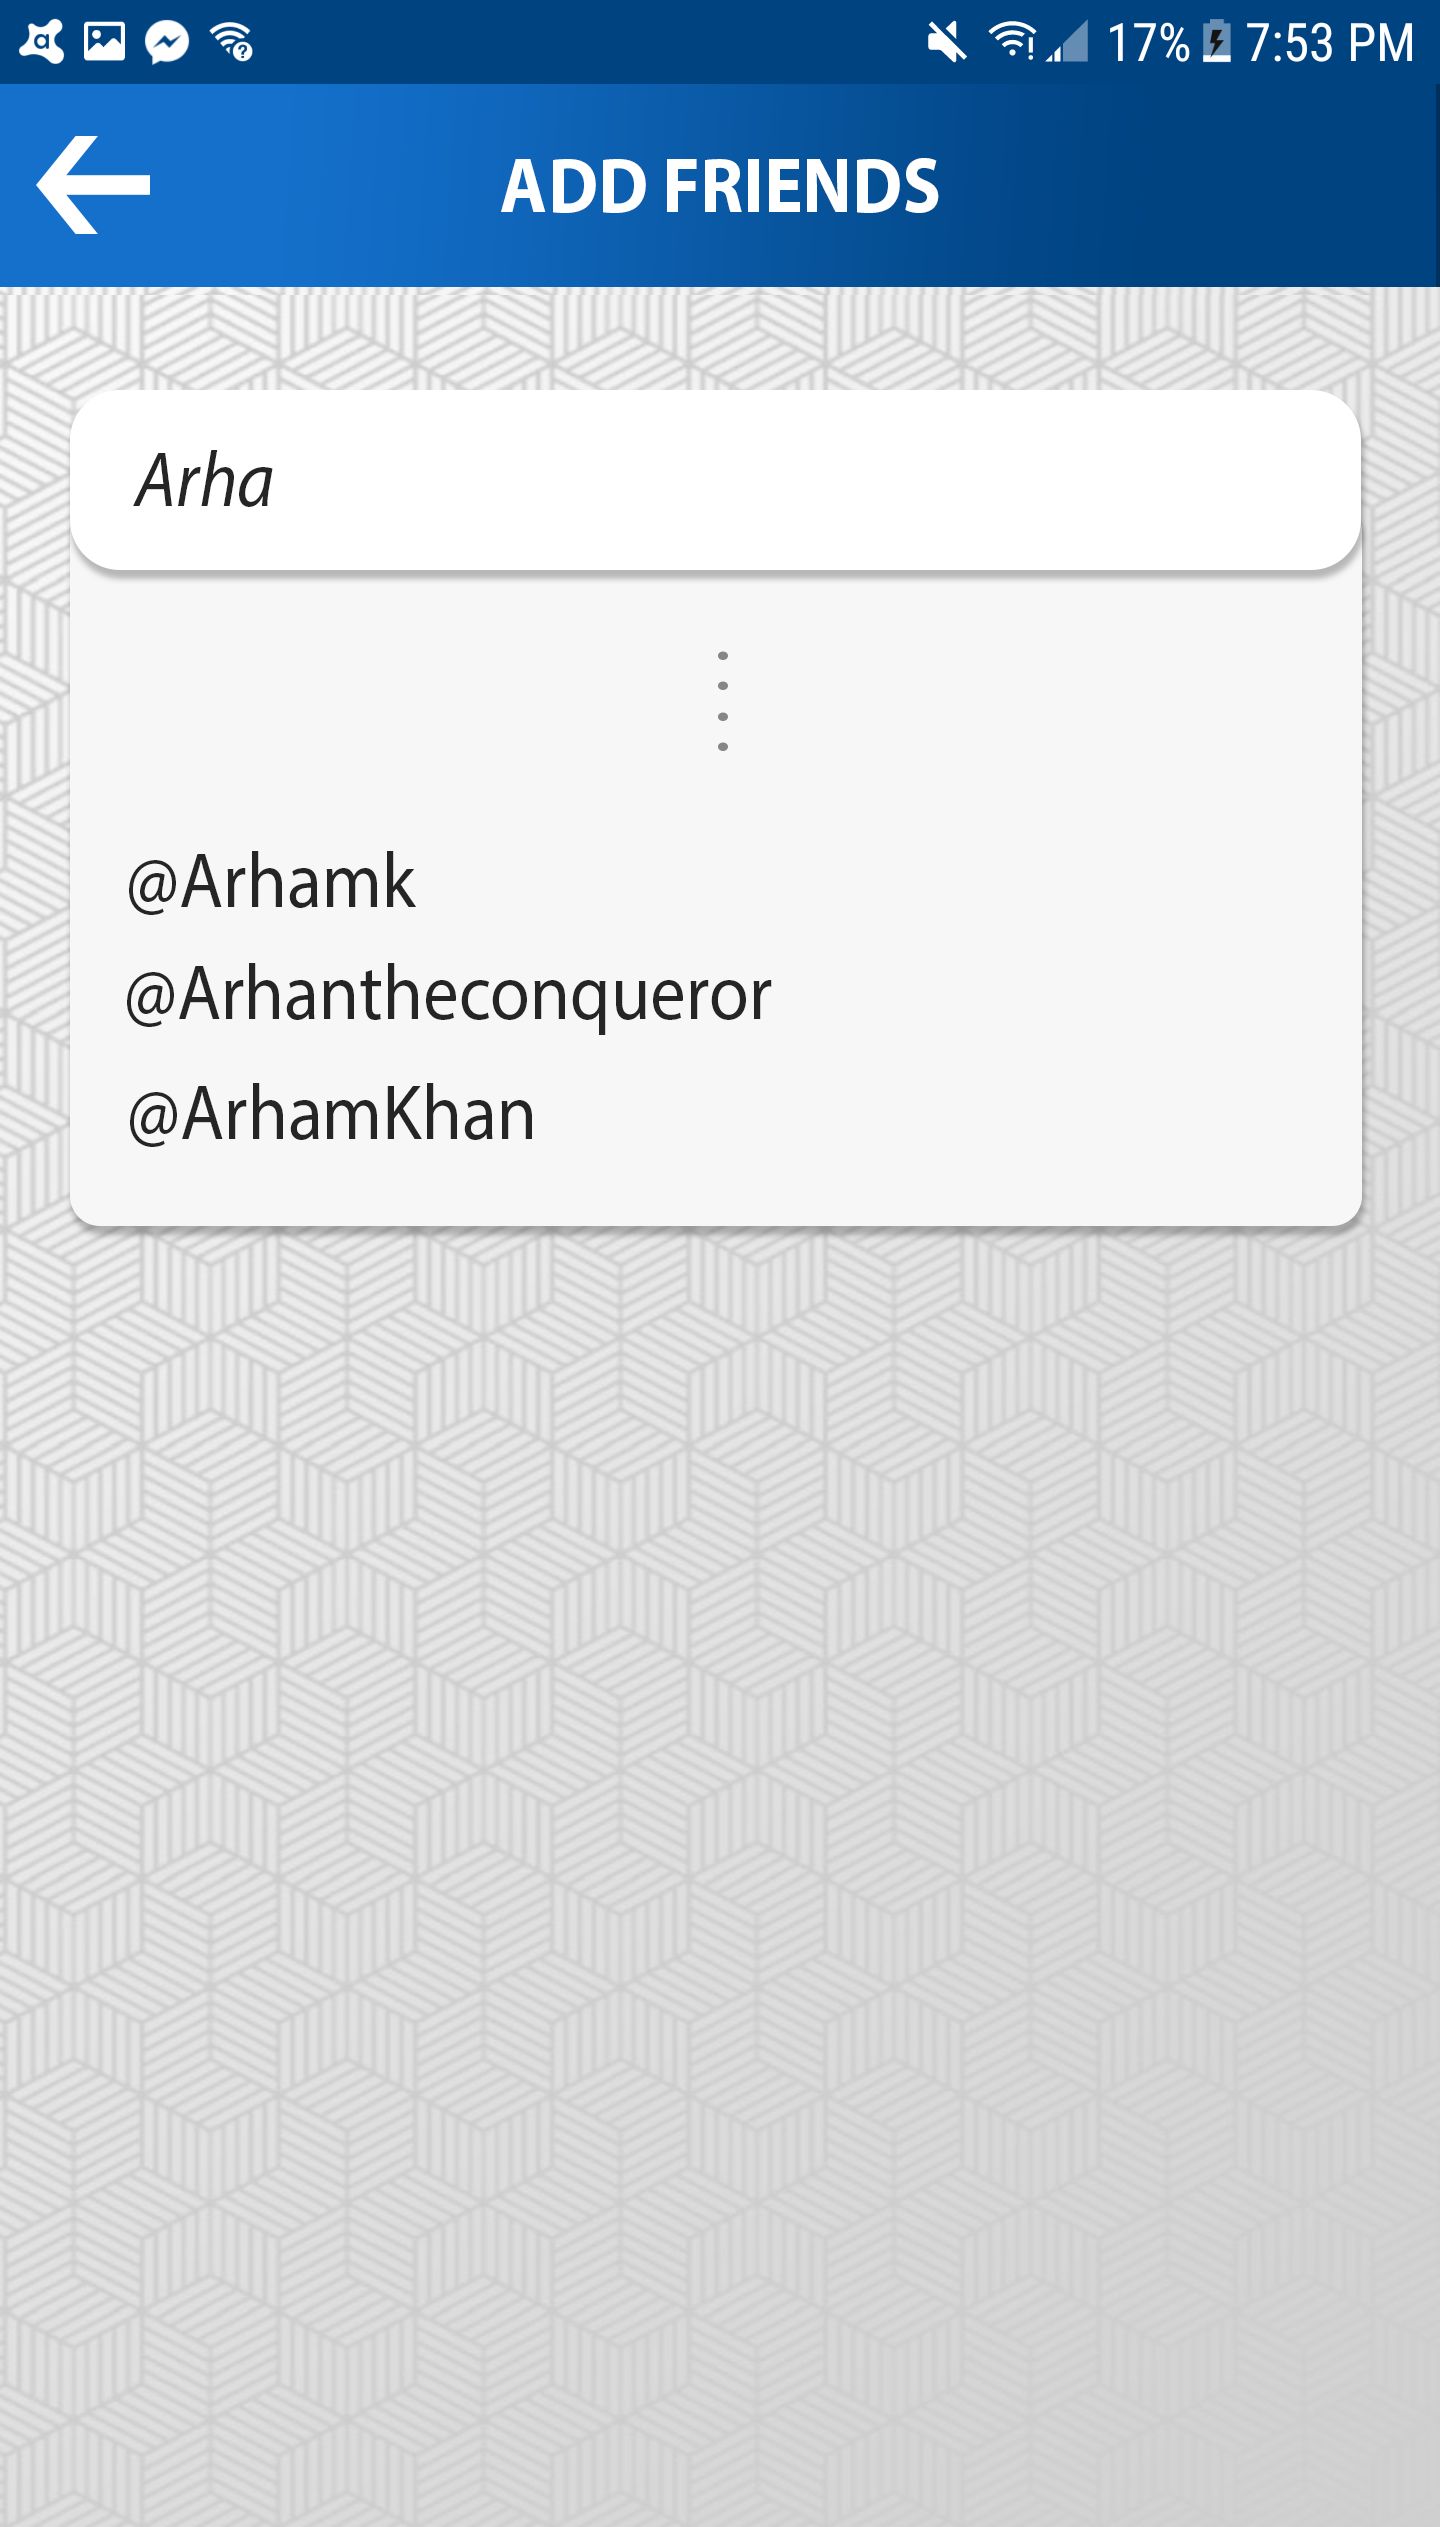 17% 7:53 PM
ADD FRIENDS
Arha
@Arhamk
@Arhantheconqueror
@ArhamKhan